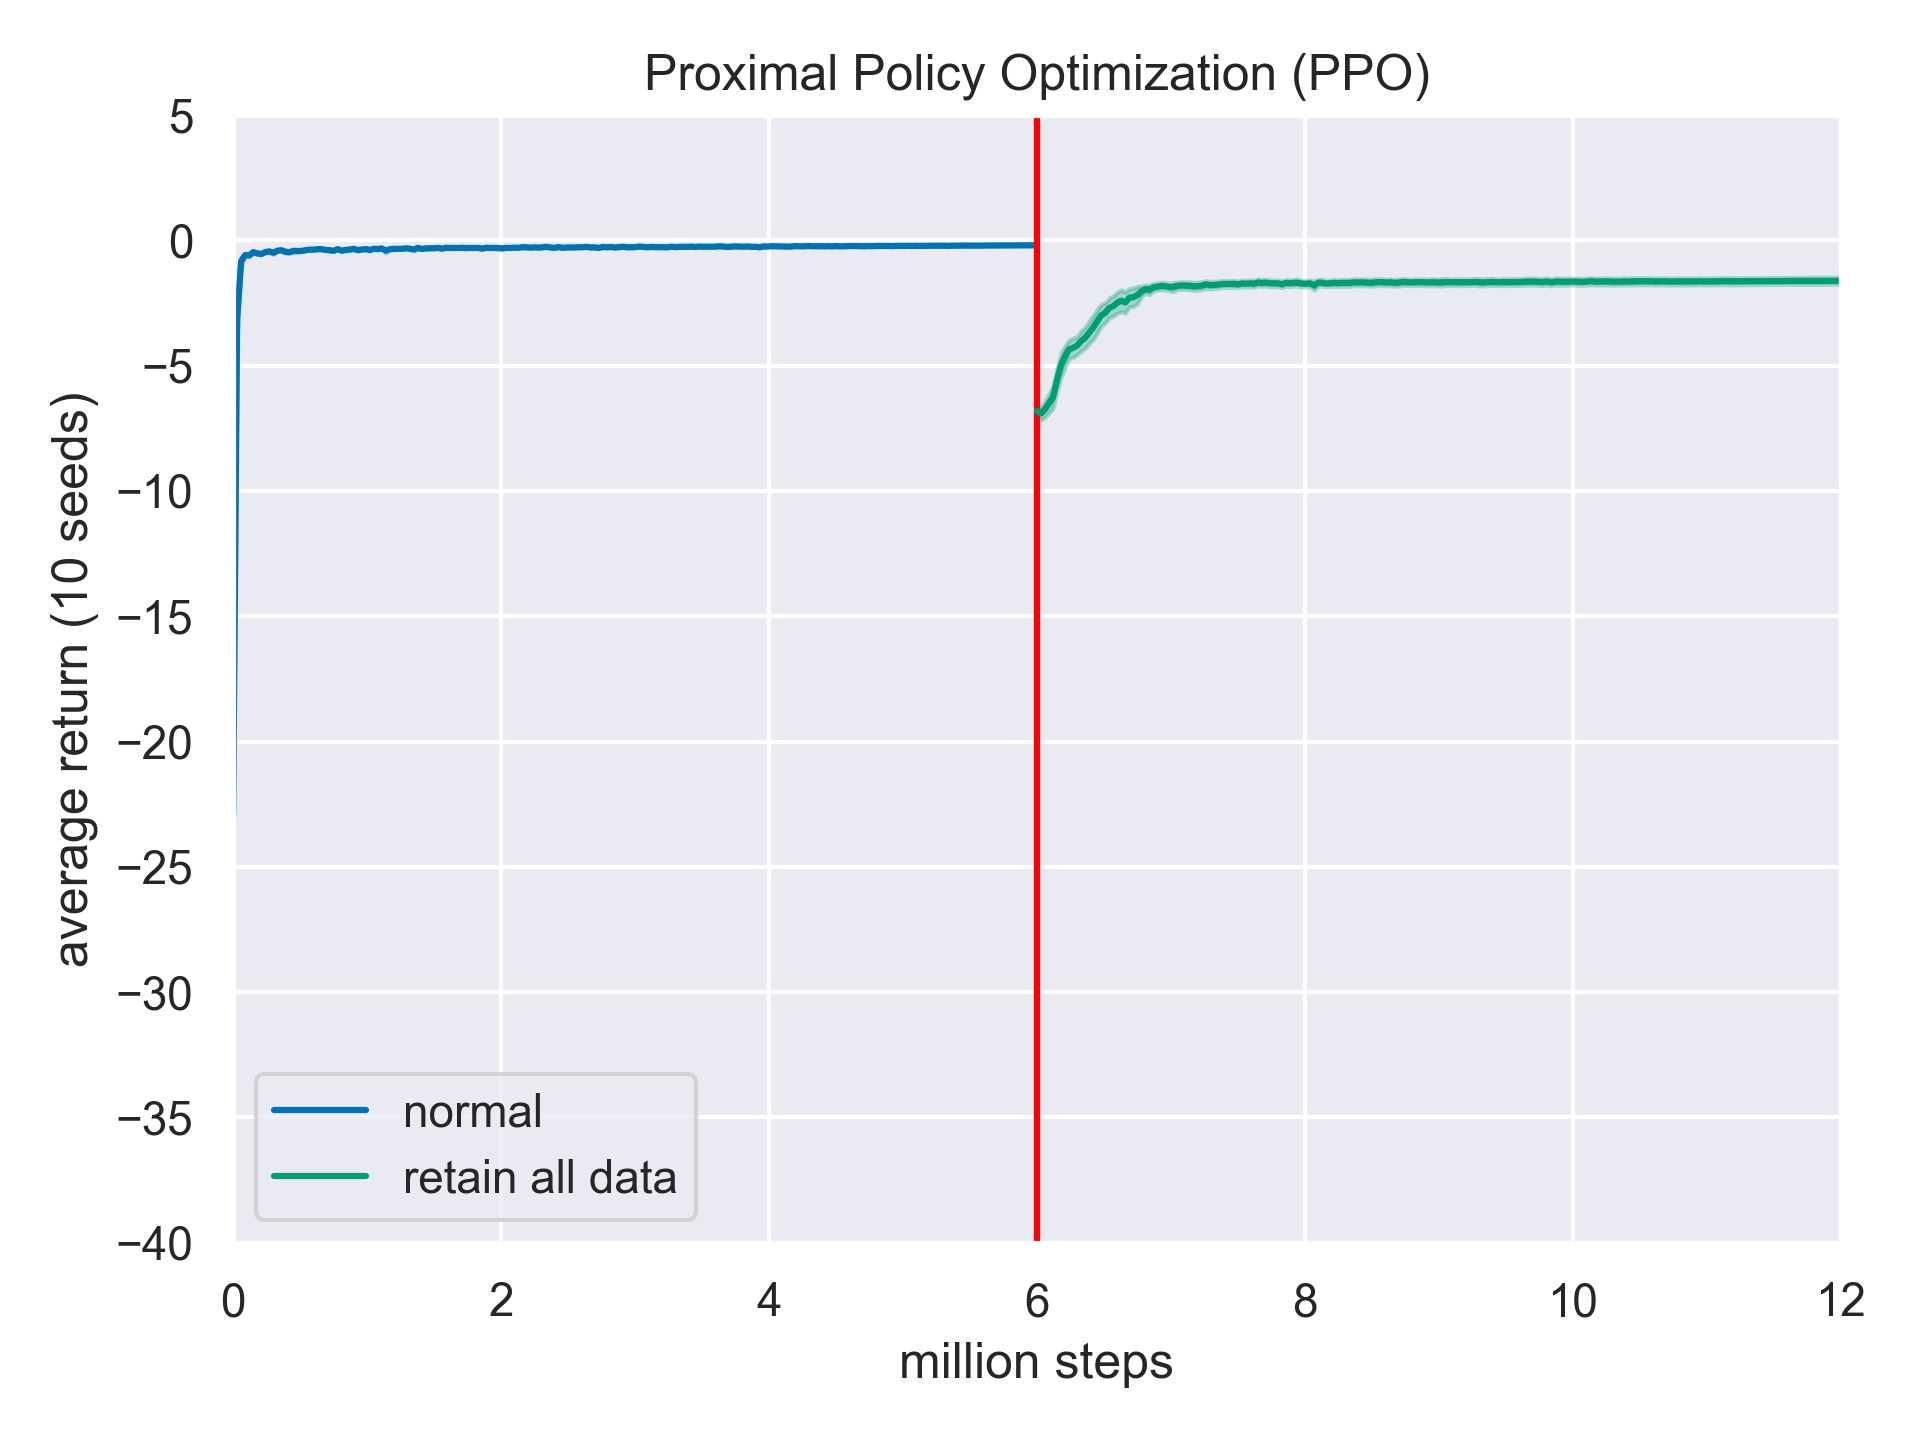 Proximal Policy Optimization (PPO)
5
0
−5
−10
−15
−20
−25
−30
−35
−40
average return (10 seeds)
normal
retain all data
0 2 4 6 8 10 12
million steps